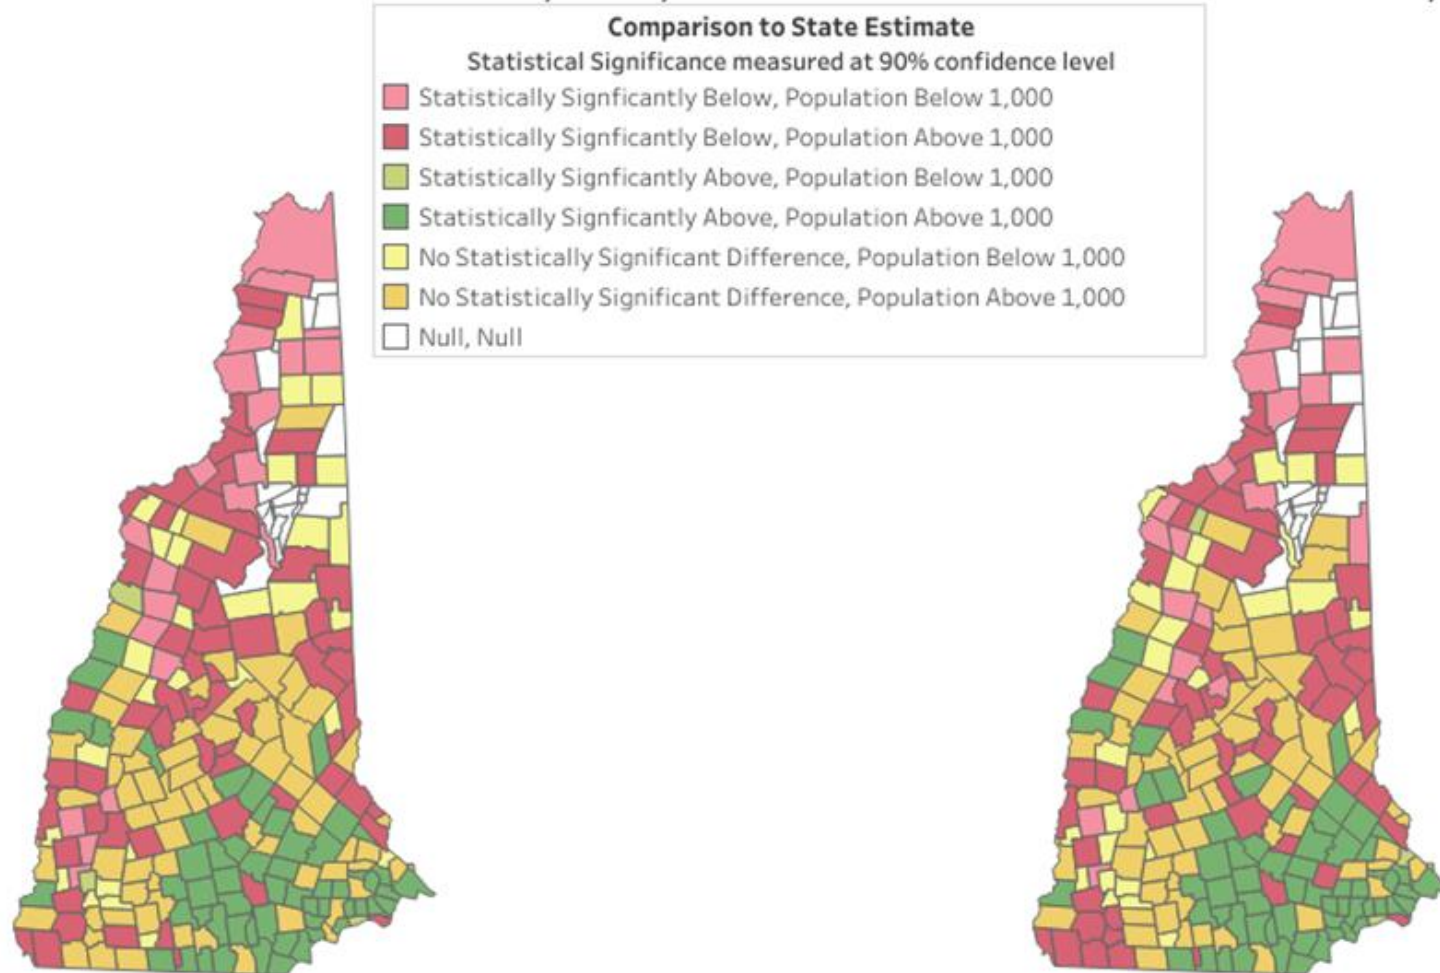 Comparison to State Estimate
Statistical Significance measured at 90% confidence level
Statistically Signficantly Below, Population Below 1,000
Statistically Signficantly Below, Population Above 1,000
Statistically Signficantly Above, Population Below 1,000
Statistically Signficantly Above, Population Above 1,000
No Statistically Significant Difference, Population Below 1,000
No Statistically Significant Difference, Population Above 1,000
Null, Null